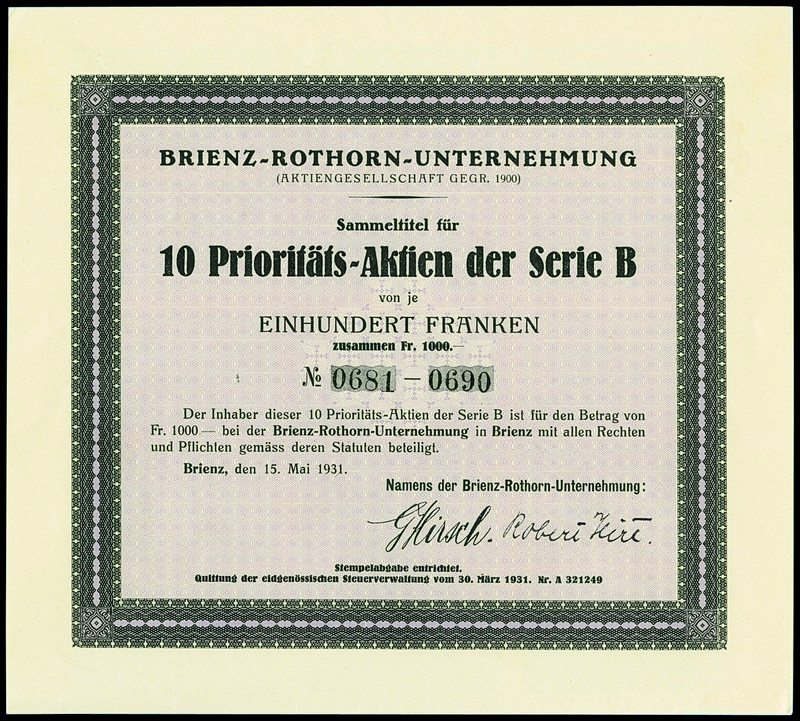 BRIENZ-ROTHORN-UNTERNEHMUNG
(AKTIENGESELLSCHAFT GEGR. 1900)
Sammeltitel für
10 Prioritäts-Aktien der Serie B
von je
EINHUNDERT FRANKEN
zusammen Fr. 1000.—
№ 0681 — 0690
Der Inhaber dieser 10 Prioritäts-Aktien der Serie B ist für den Betrag von
Fr. 1000.— bei der Brienz-Rothorn-Unternehmung in Brienz mit allen Rechten
und Pflichten gemäss deren Statuten beteiligt.
Brienz, den 15. Mai 1931.
Namens der Brienz-Rothorn-Unternehmung:
GHirsch. Robert
Stempelabgabe entrichtet.
Quittung der eidgenössischen Steuerverwaltung vom 30. März 1931. Nr. A 321249